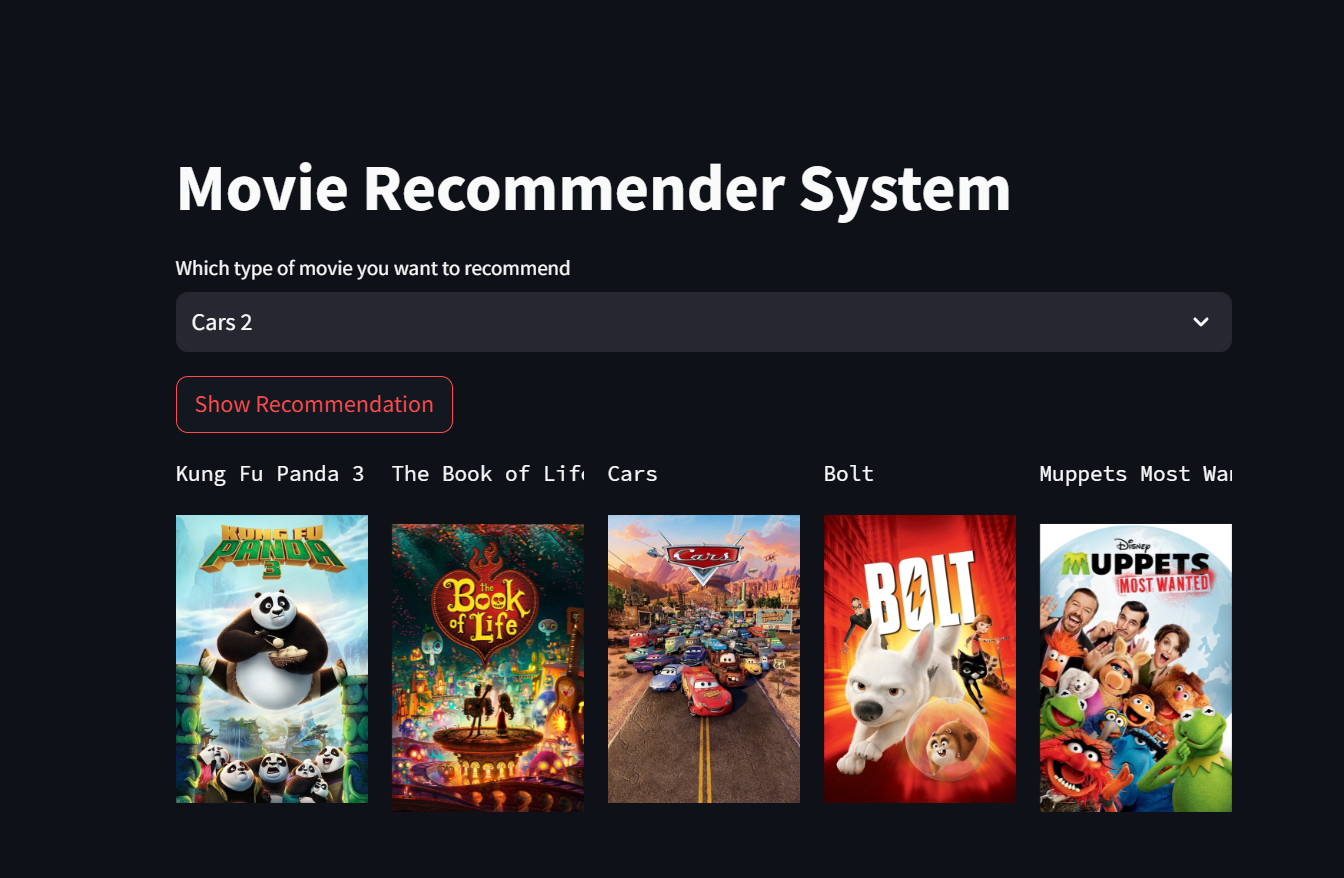 Movie Recommender System
Which type of movie you want to recommend
Cars 2
Show Recommendation
Kung Fu Panda 3 The Book of Life Cars Bolt Muppets Most Wan
KUNG FU
PANDA
3
the
Book
of Life
Cars
BOLT
Disney
MUPPETS
MOST WANTED